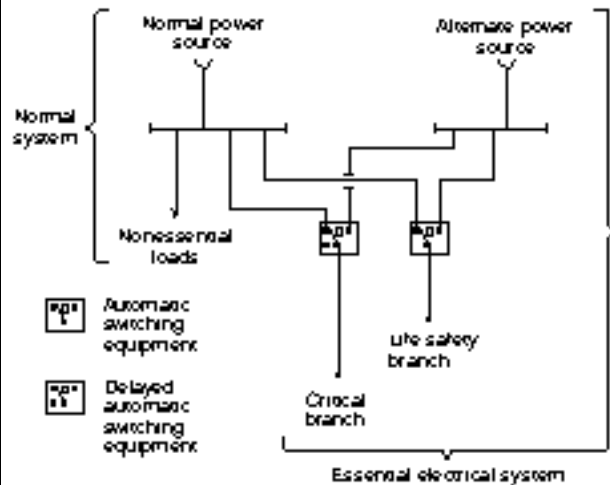 Normal power
source
Alternate power
source
Normal
system
Nonessential
loads
Automatic
switching
equipment
Life safety
branch
Delayed
automatic
switching
equipment
Critical
branch
Essential electrical system